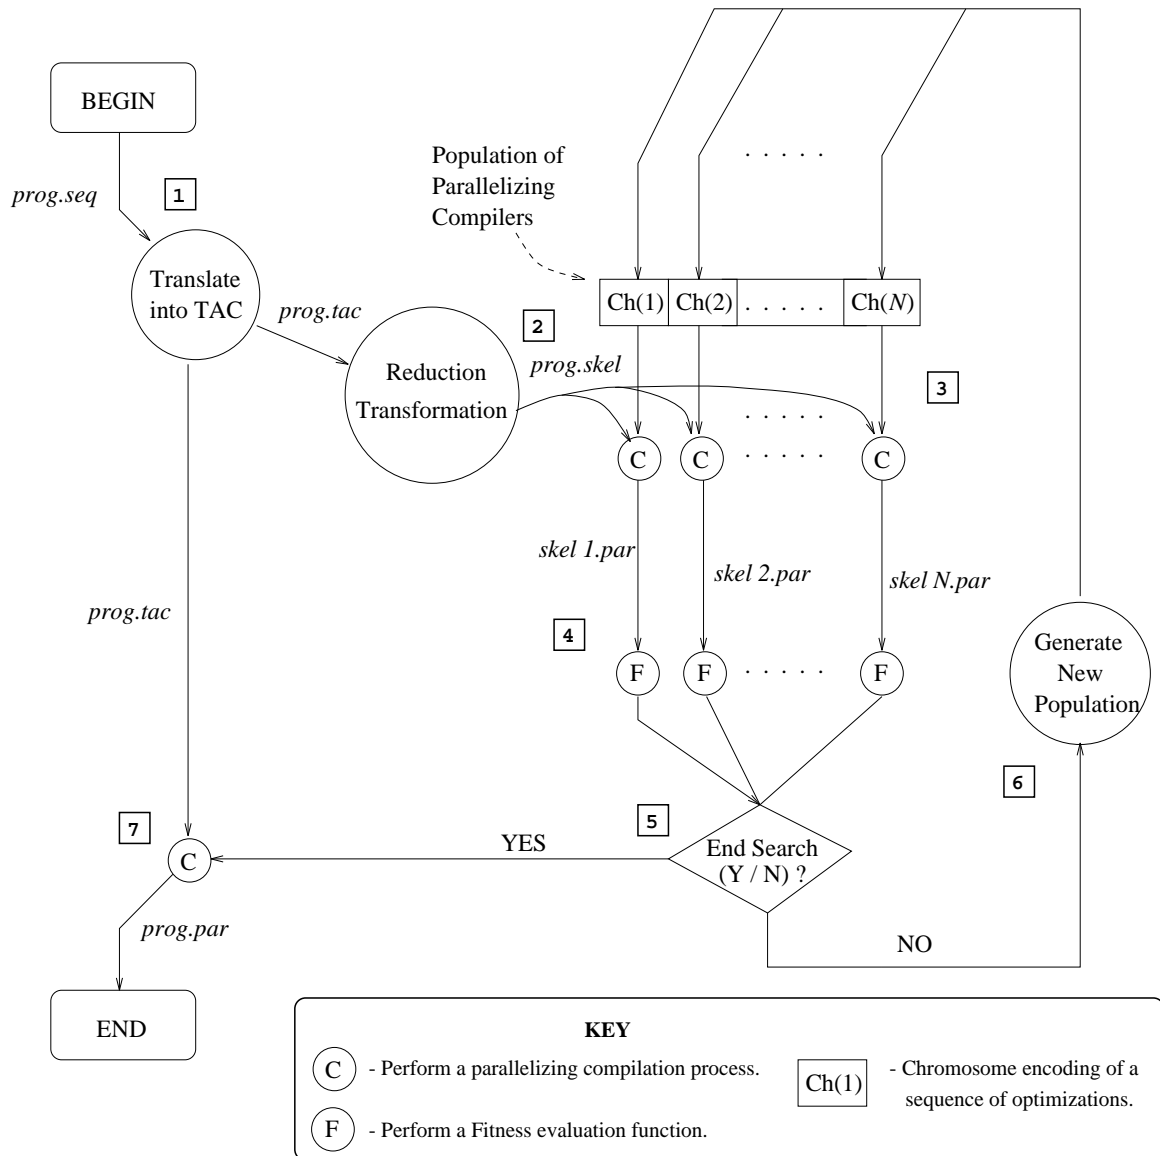 BEGIN
prog.seq
1
Translate
into TAC
prog.tac
Population of
Parallelizing
Compilers
. . . . .
Ch(1)
Ch(2)
. . . . .
Ch(N)
2
prog.skel
Reduction
Transformation
3
. . . . .
C
C
. . . . .
C
skel 1.par
skel 2.par
skel N.par
prog.tac
4
F
F
. . . . .
F
Generate
New
Population
6
5
End Search
(Y / N) ?
YES
NO
7
C
prog.par
END
KEY
C - Perform a parallelizing compilation process.
F - Perform a Fitness evaluation function.
Ch(1) - Chromosome encoding of a
sequence of optimizations.